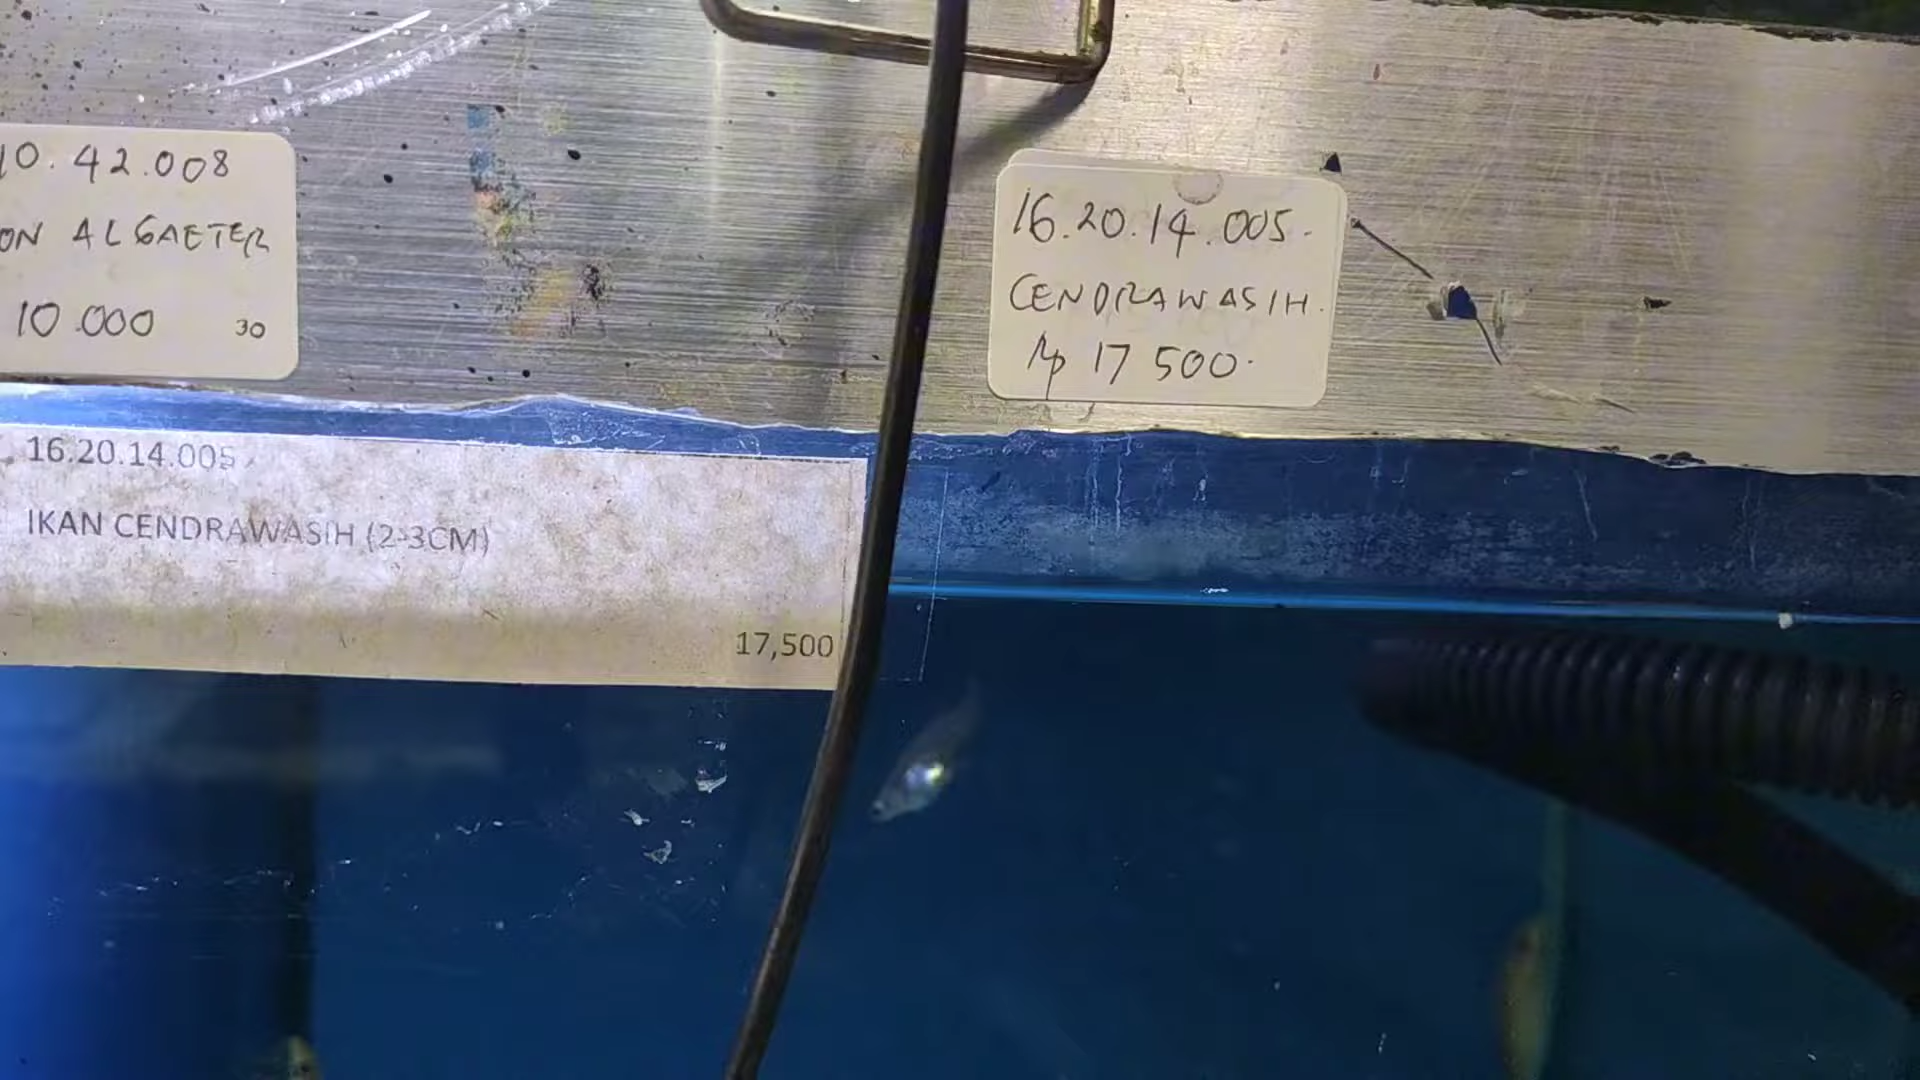 10.42.008
ON ALGAETER
10.000 30
16.20.14.005.
CENDRAWASIH.
Rp 17 500.
16.20.14.005
IKAN CENDRAWASIH (2-3CM)
17,500